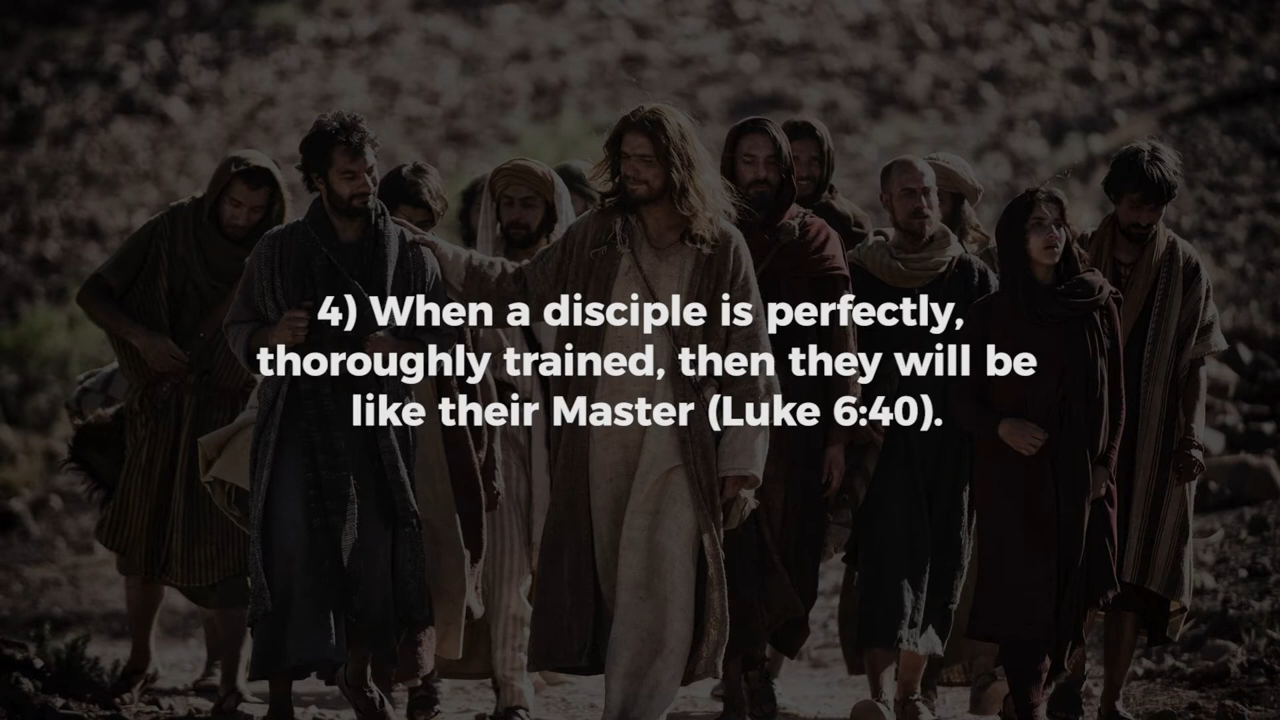 4) When a disciple is perfectly,
thoroughly trained, then they will be
like their Master (Luke 6:40).